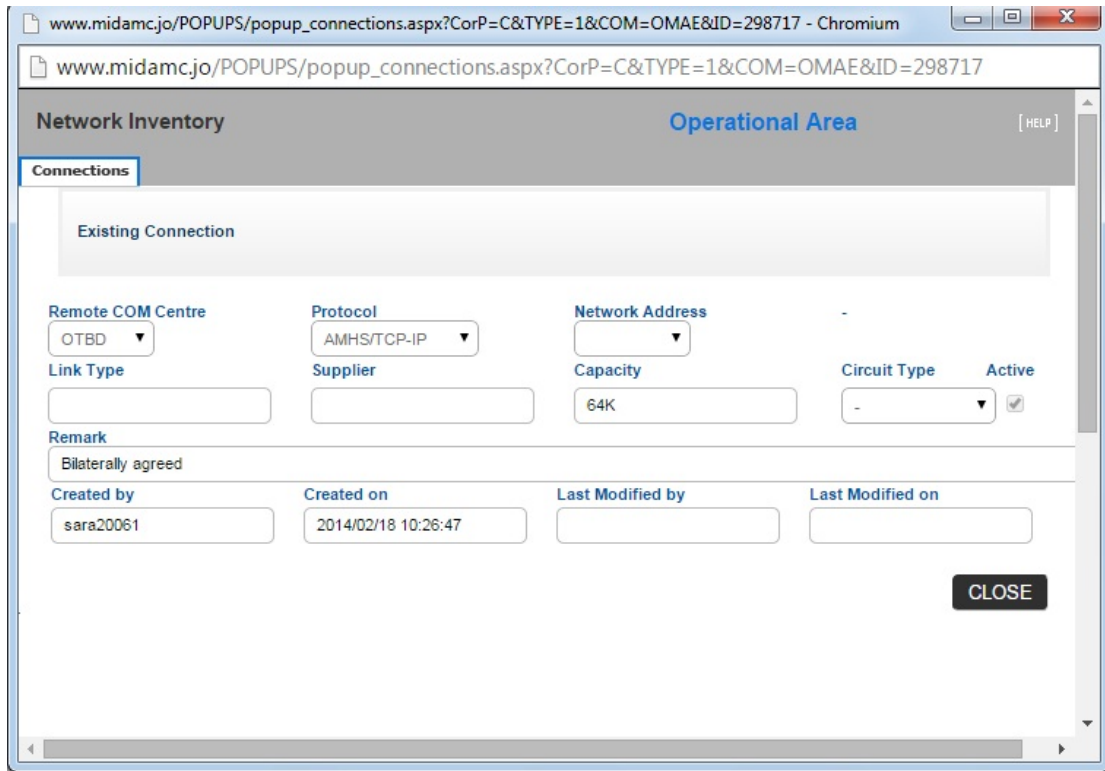 www.midamc.jo/POPUPS/popup_connections.aspx?CorP=C&TYPE=1&COM=OMAE&ID=298717 - Chromium
www.midamc.jo/POPUPS/popup_connections.aspx?CorP=C&TYPE=1&COM=OMAE&ID=298717
Network Inventory Operational Area [ HELP ]
Connections
Existing Connection
Remote COM Centre Protocol Network Address -
OTBD AMHS/TCP-IP
Link Type Supplier Capacity Circuit Type Active
64K -
Remark
Bilaterally agreed
Created by Created on Last Modified by Last Modified on
sara20061 2014/02/18 10:26:47
CLOSE